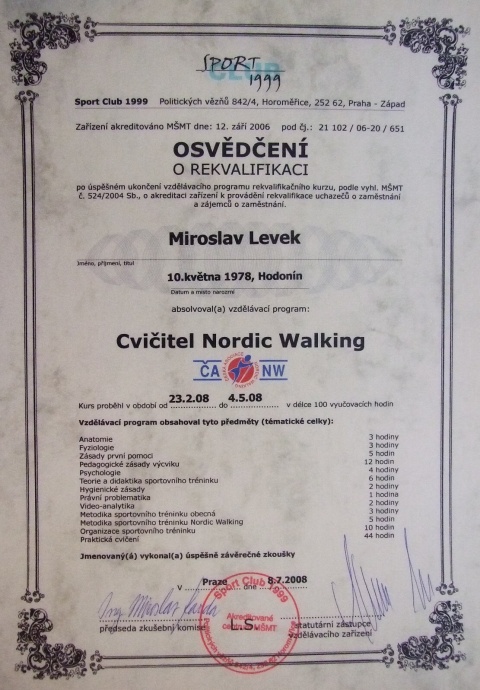 SPORT
CLUB
1999
Sport Club 1999 Politických vězňů 842/4, Horoměřice, 252 62, Praha - Západ
Zařízení akreditováno MŠMT dne: 12. září 2006 pod čj.: 21 102 / 06-20 / 651
OSVĚDČENÍ
O REKVALIFIKACI
po úspěšném ukončení vzdělávacího programu rekvalifikačního kurzu, podle vyhl. MŠMT
č. 524/2004 Sb., o akreditaci zařízení k provádění rekvalifikace uchazečů o zaměstnání
a zájemců o zaměstnání.
Miroslav Levek
Jméno, příjmení, titul
10.května 1978, Hodonín
Datum a místo narození
absolvoval(a) vzdělávací program:
Cvičitel Nordic Walking
ČA NW
Kurs proběhl v období od 23.2.08 do 4.5.08 v délce 100 vyučovacích hodin
Vzdělávací program obsahoval tyto předměty (tématické celky):
Anatomie 3 hodiny
Fyziologie 3 hodiny
Zásady první pomoci 5 hodin
Pedagogické zásady výcviku 12 hodin
Psychologie 4 hodiny
Teorie a didaktika sportovního tréninku 6 hodin
Hygienické zásady 2 hodiny
Právní problematika 1 hodina
Video-analytika 2 hodiny
Metodika sportovního tréninku obecná 3 hodiny
Metodika sportovního tréninku Nordic Walking 5 hodin
Organizace sportovního tréninku 10 hodin
Praktická cvičení 44 hodin
Jmenovaný(á) vykonal(a) úspěšně závěrečné zkoušky
v Praze dne 8.7.2008
Sport Club 1999
Akreditované
centrum MŠMT
L.S.
Ing. Miroslav
předseda zkušební komise
statutární zástupce
vzdělávacího zařízení